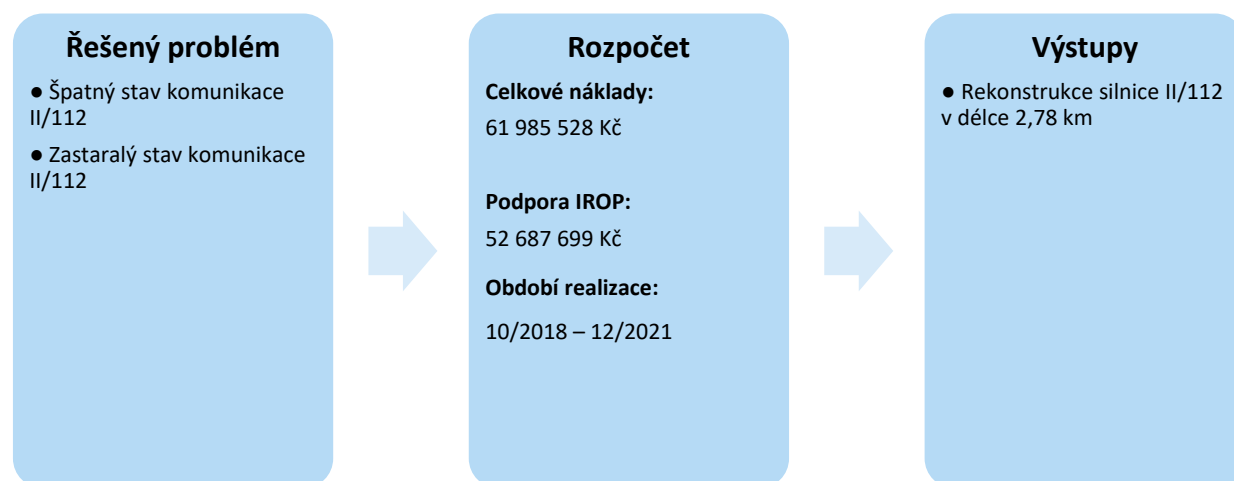 Řešený problém
● Špatný stav komunikace
II/112
● Zastaralý stav komunikace
II/112
Rozpočet
Celkové náklady:
61 985 528 Kč
Podpora IROP:
52 687 699 Kč
Období realizace:
10/2018 – 12/2021
Výstupy
● Rekonstrukce silnice II/112
v délce 2,78 km